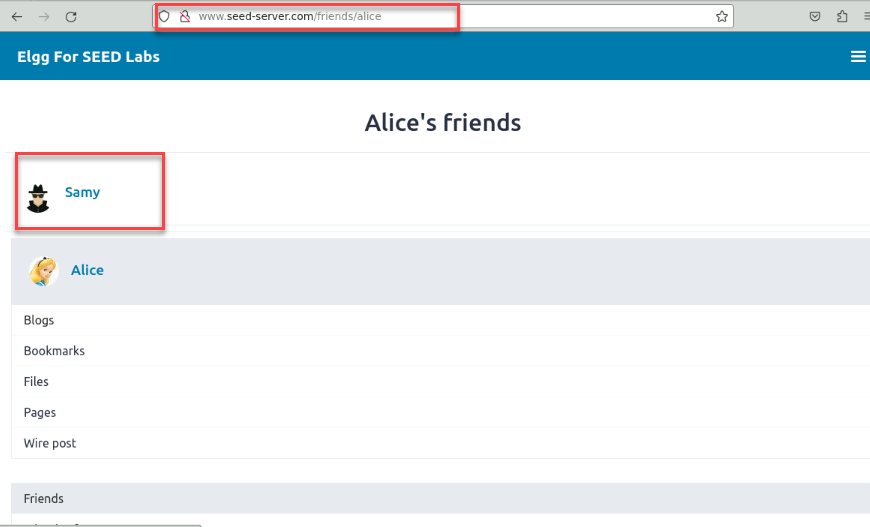 www.seed-server.com/friends/alice
Elgg For SEED Labs
Alice's friends
Samy
Alice
Blogs
Bookmarks
Files
Pages
Wire post
Friends